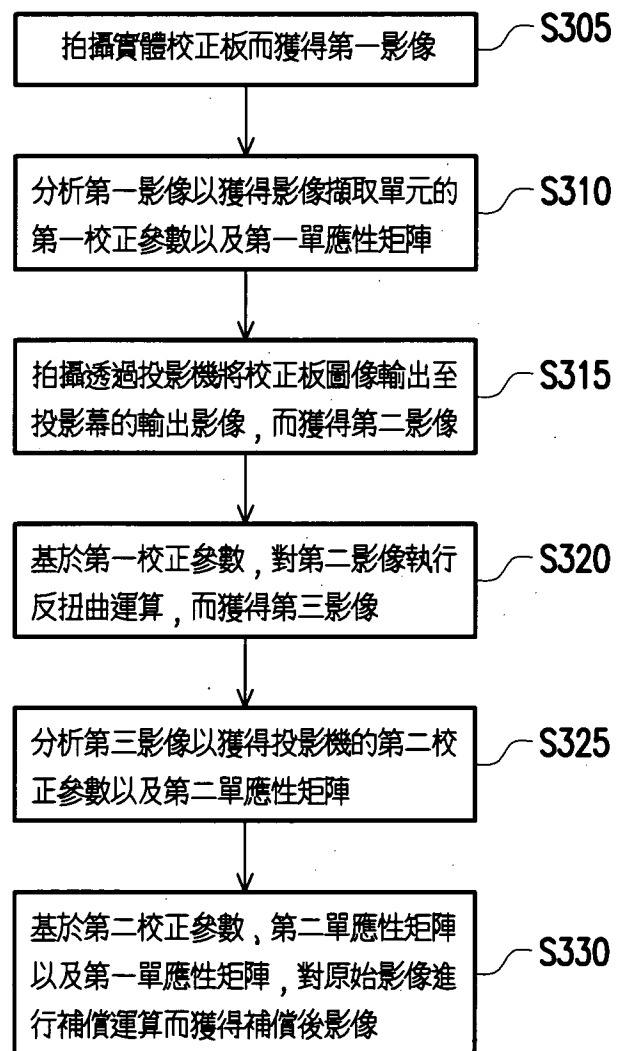 拍攝實體校正板而獲得第一影像
S305
分析第一影像以獲得影像擷取單元的
第一校正參數以及第一單應性矩陣
S310
拍攝透過投影機將校正板圖像輸出至
投影幕的輸出影像，而獲得第二影像
S315
基於第一校正參數，對第二影像執行
反扭曲運算，而獲得第三影像
S320
分析第三影像以獲得投影機的第二校
正參數以及第二單應性矩陣
S325
基於第二校正參數、第二單應性矩陣
以及第一單應性矩陣，對原始影像進
行補償運算而獲得補償後影像
S330